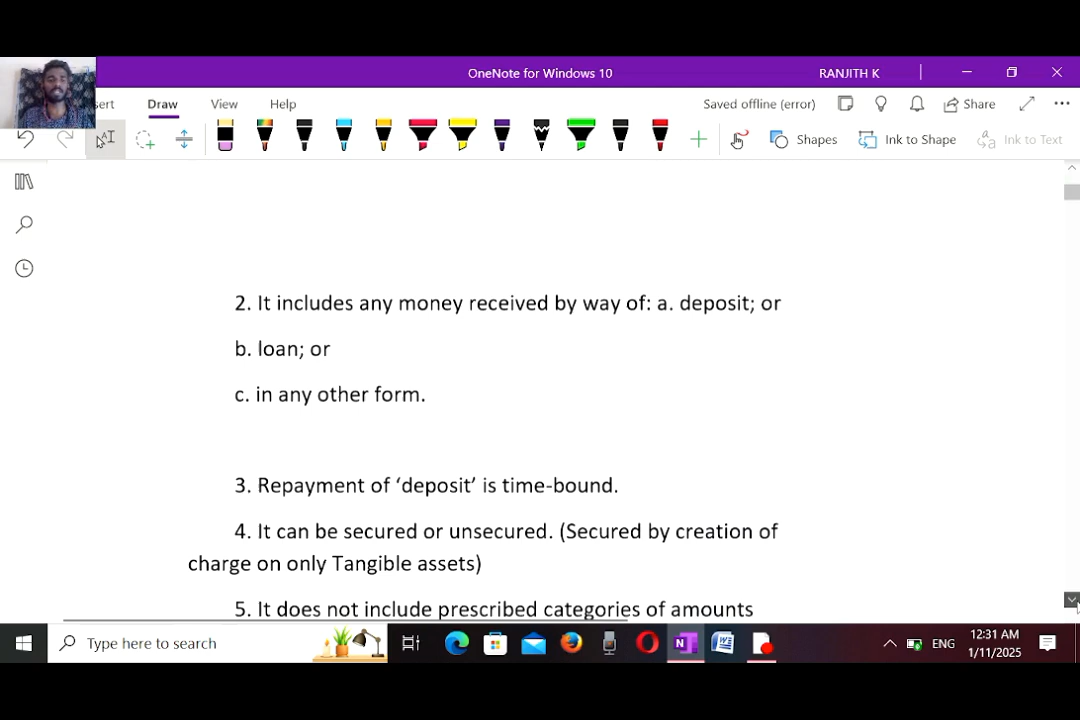 OneNote for Windows 10
RANJITH K
sert
Draw
View
Help
Saved offline (error)
Share
Shapes
Ink to Shape
Ink to Text
2. It includes any money received by way of: a. deposit; or
b. loan; or
c. in any other form.
3. Repayment of ‘deposit’ is time-bound.
4. It can be secured or unsecured. (Secured by creation of
charge on only Tangible assets)
5. It does not include prescribed categories of amounts
Type here to search
ENG
12:31 AM
1/11/2025